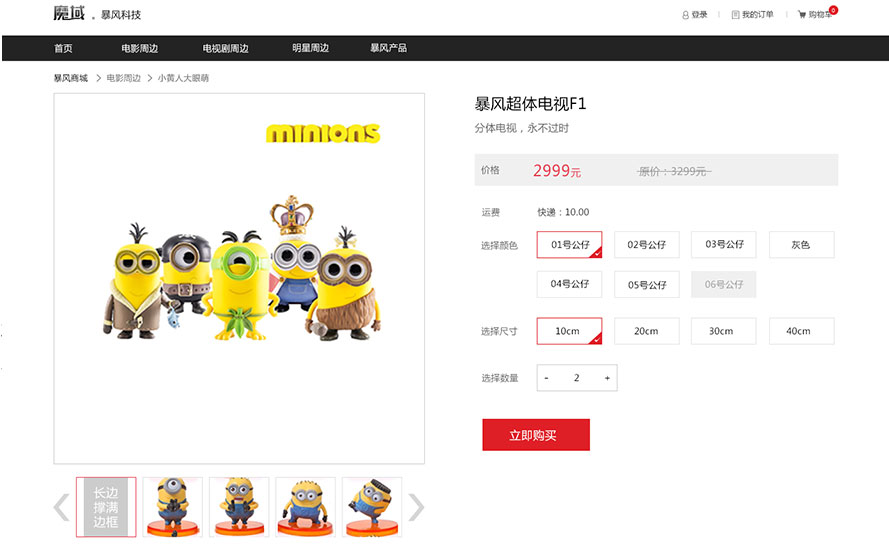 魔域 。暴风科技
登录 我的订单 购物车 0
首页 电影周边 电视剧周边 明星周边 暴风产品
暴风商城 > 电影周边 > 小黄人大眼萌
minions
暴风超体电视F1
分体电视，永不过时
价格 2999元 原价：3299元
运费 快递：10.00
选择颜色 01号公仔 02号公仔 03号公仔 灰色
04号公仔 05号公仔 06号公仔
选择尺寸 10cm 20cm 30cm 40cm
选择数量 - 2 +
立即购买
长边
撑满
边框